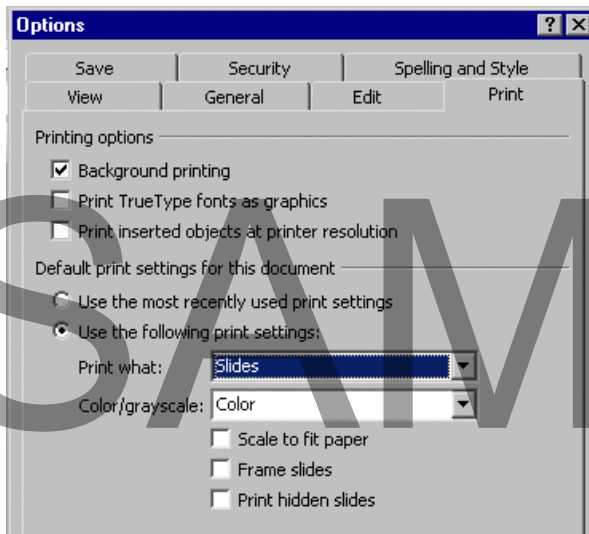 Options
Save Security Spelling and Style
View General Edit Print
Printing options
Background printing
Print TrueType fonts as graphics
Print inserted objects at printer resolution
Default print settings for this document
Use the most recently used print settings
Use the following print settings:
Print what: Slides
Color/grayscale: Color
Scale to fit paper
Frame slides
Print hidden slides
SAM